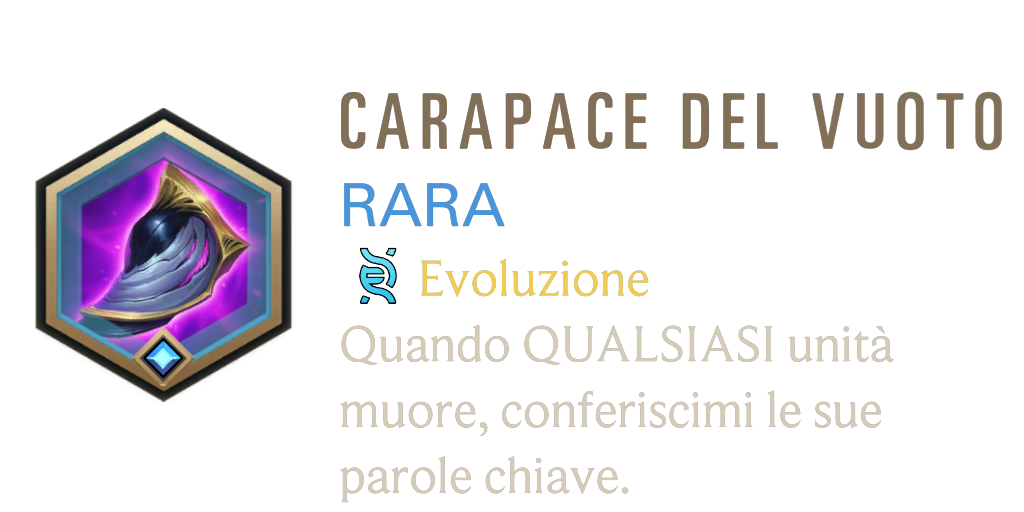 CARAPACE DEL VUOTO
RARA
Evoluzione
Quando QUALSIASI unità
muore, conferiscimi le sue
parole chiave.